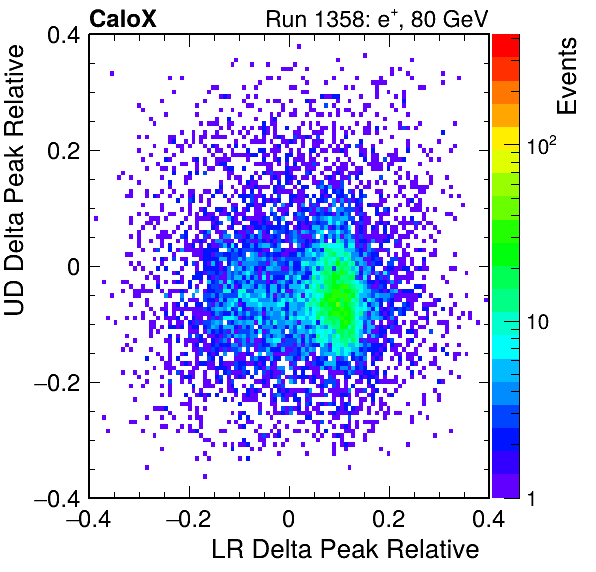 CaloX
Run 1358: e+, 80 GeV
Events
UD Delta Peak Relative
0.4
0.2
0
−0.2
−0.4
−0.4
−0.2
0
0.2
0.4
LR Delta Peak Relative
10²
10
1